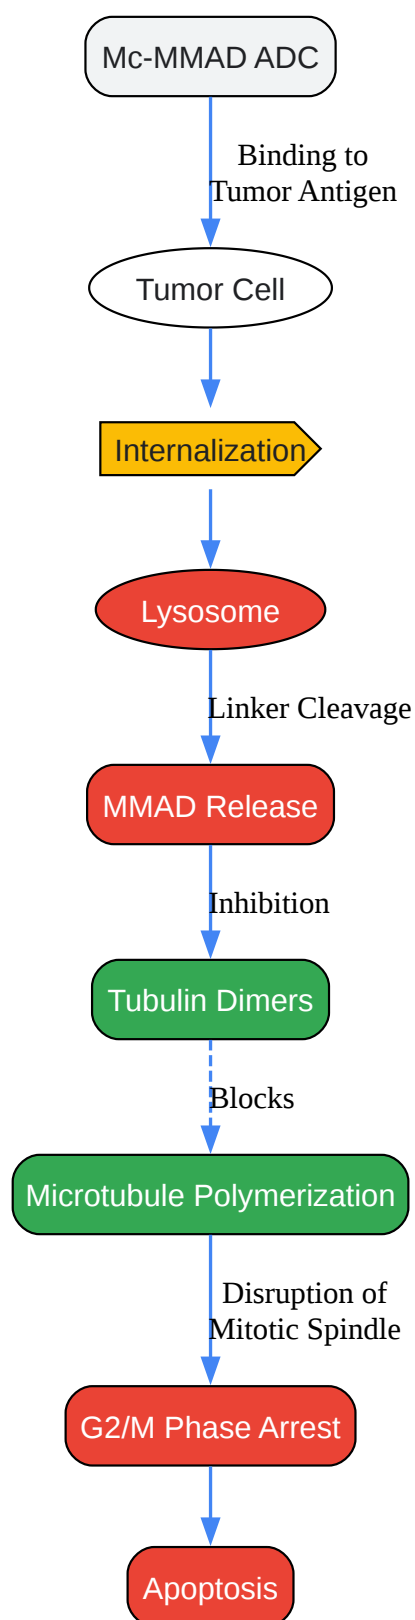 Mc-MMAD ADC
Binding to
Tumor Antigen
Tumor Cell
Internalization
Lysosome
Linker Cleavage
MMAD Release
Inhibition
Tubulin Dimers
Blocks
Microtubule Polymerization
Disruption of
Mitotic Spindle
G2/M Phase Arrest
Apoptosis